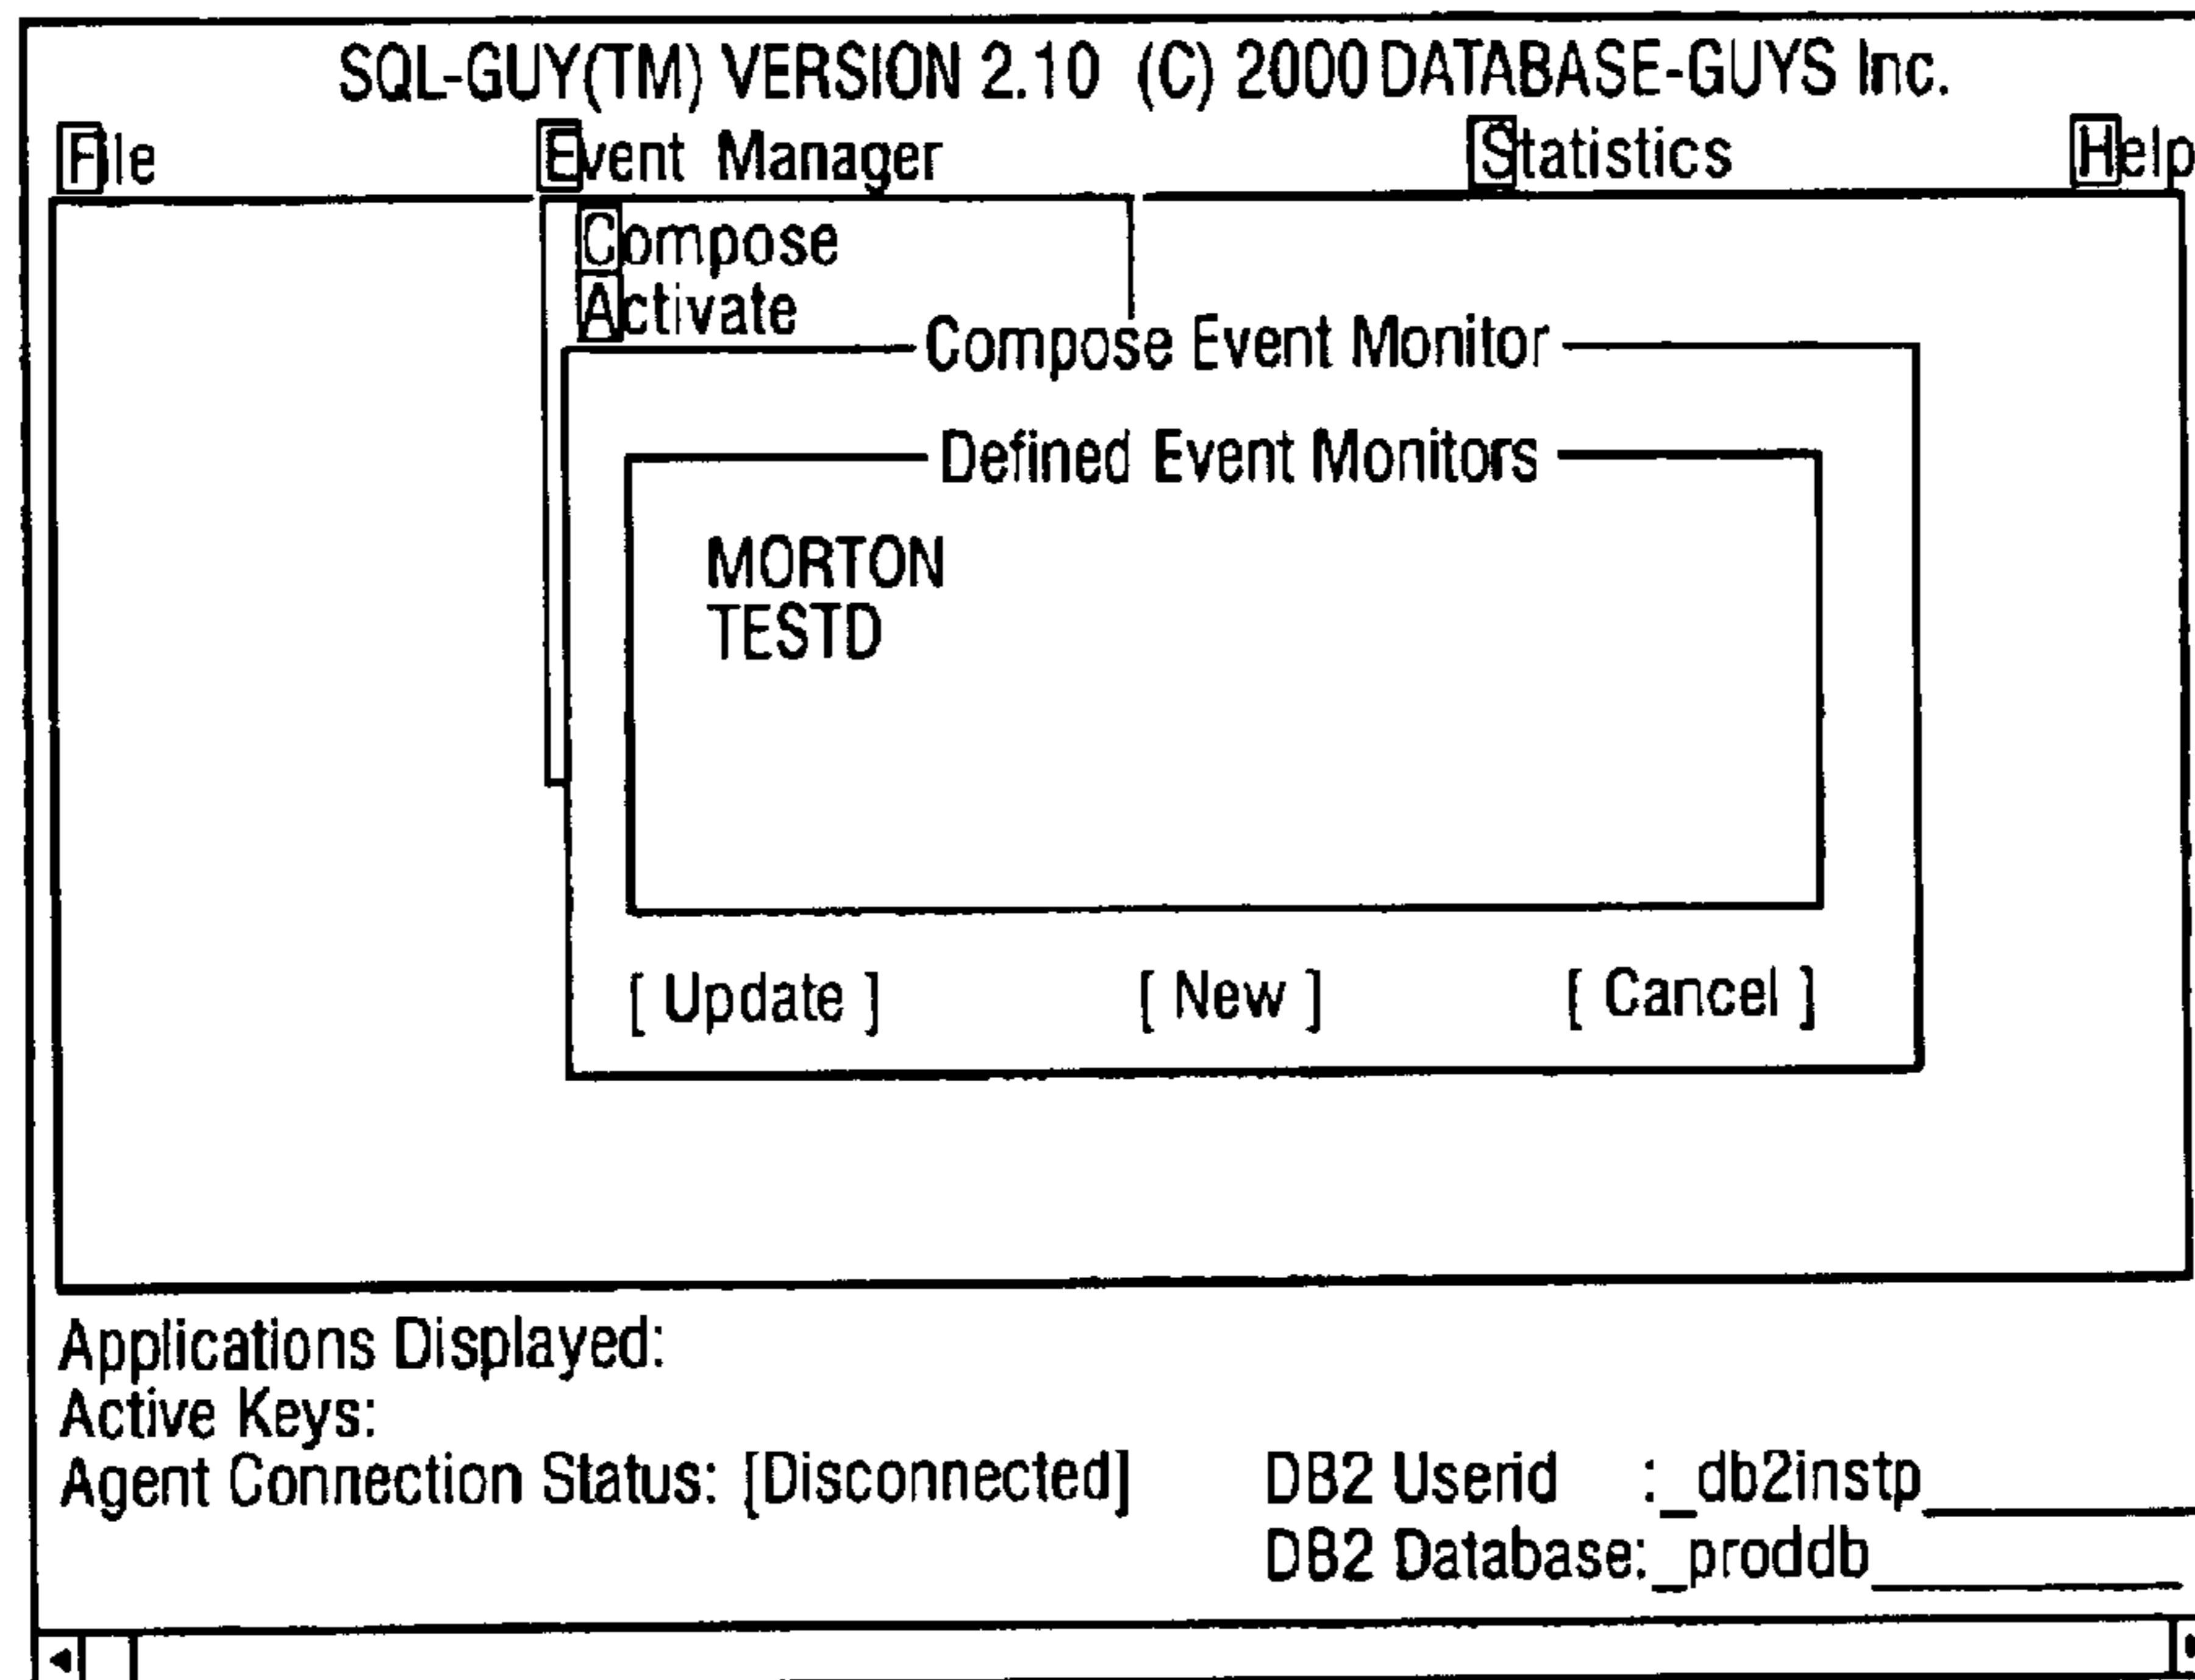 SQL-GUY(TM) VERSION 2.10 (C) 2000 DATABASE-GUYS Inc.
File Event Manager Statistics Help
Compose
Activate
Compose Event Monitor
Defined Event Monitors
MORTON
TESTD
[ Update ] [ New ] [ Cancel ]
Applications Displayed:
Active Keys:
Agent Connection Status: [Disconnected] DB2 Userid :_db2instp_________
DB2 Database:_proddb__________